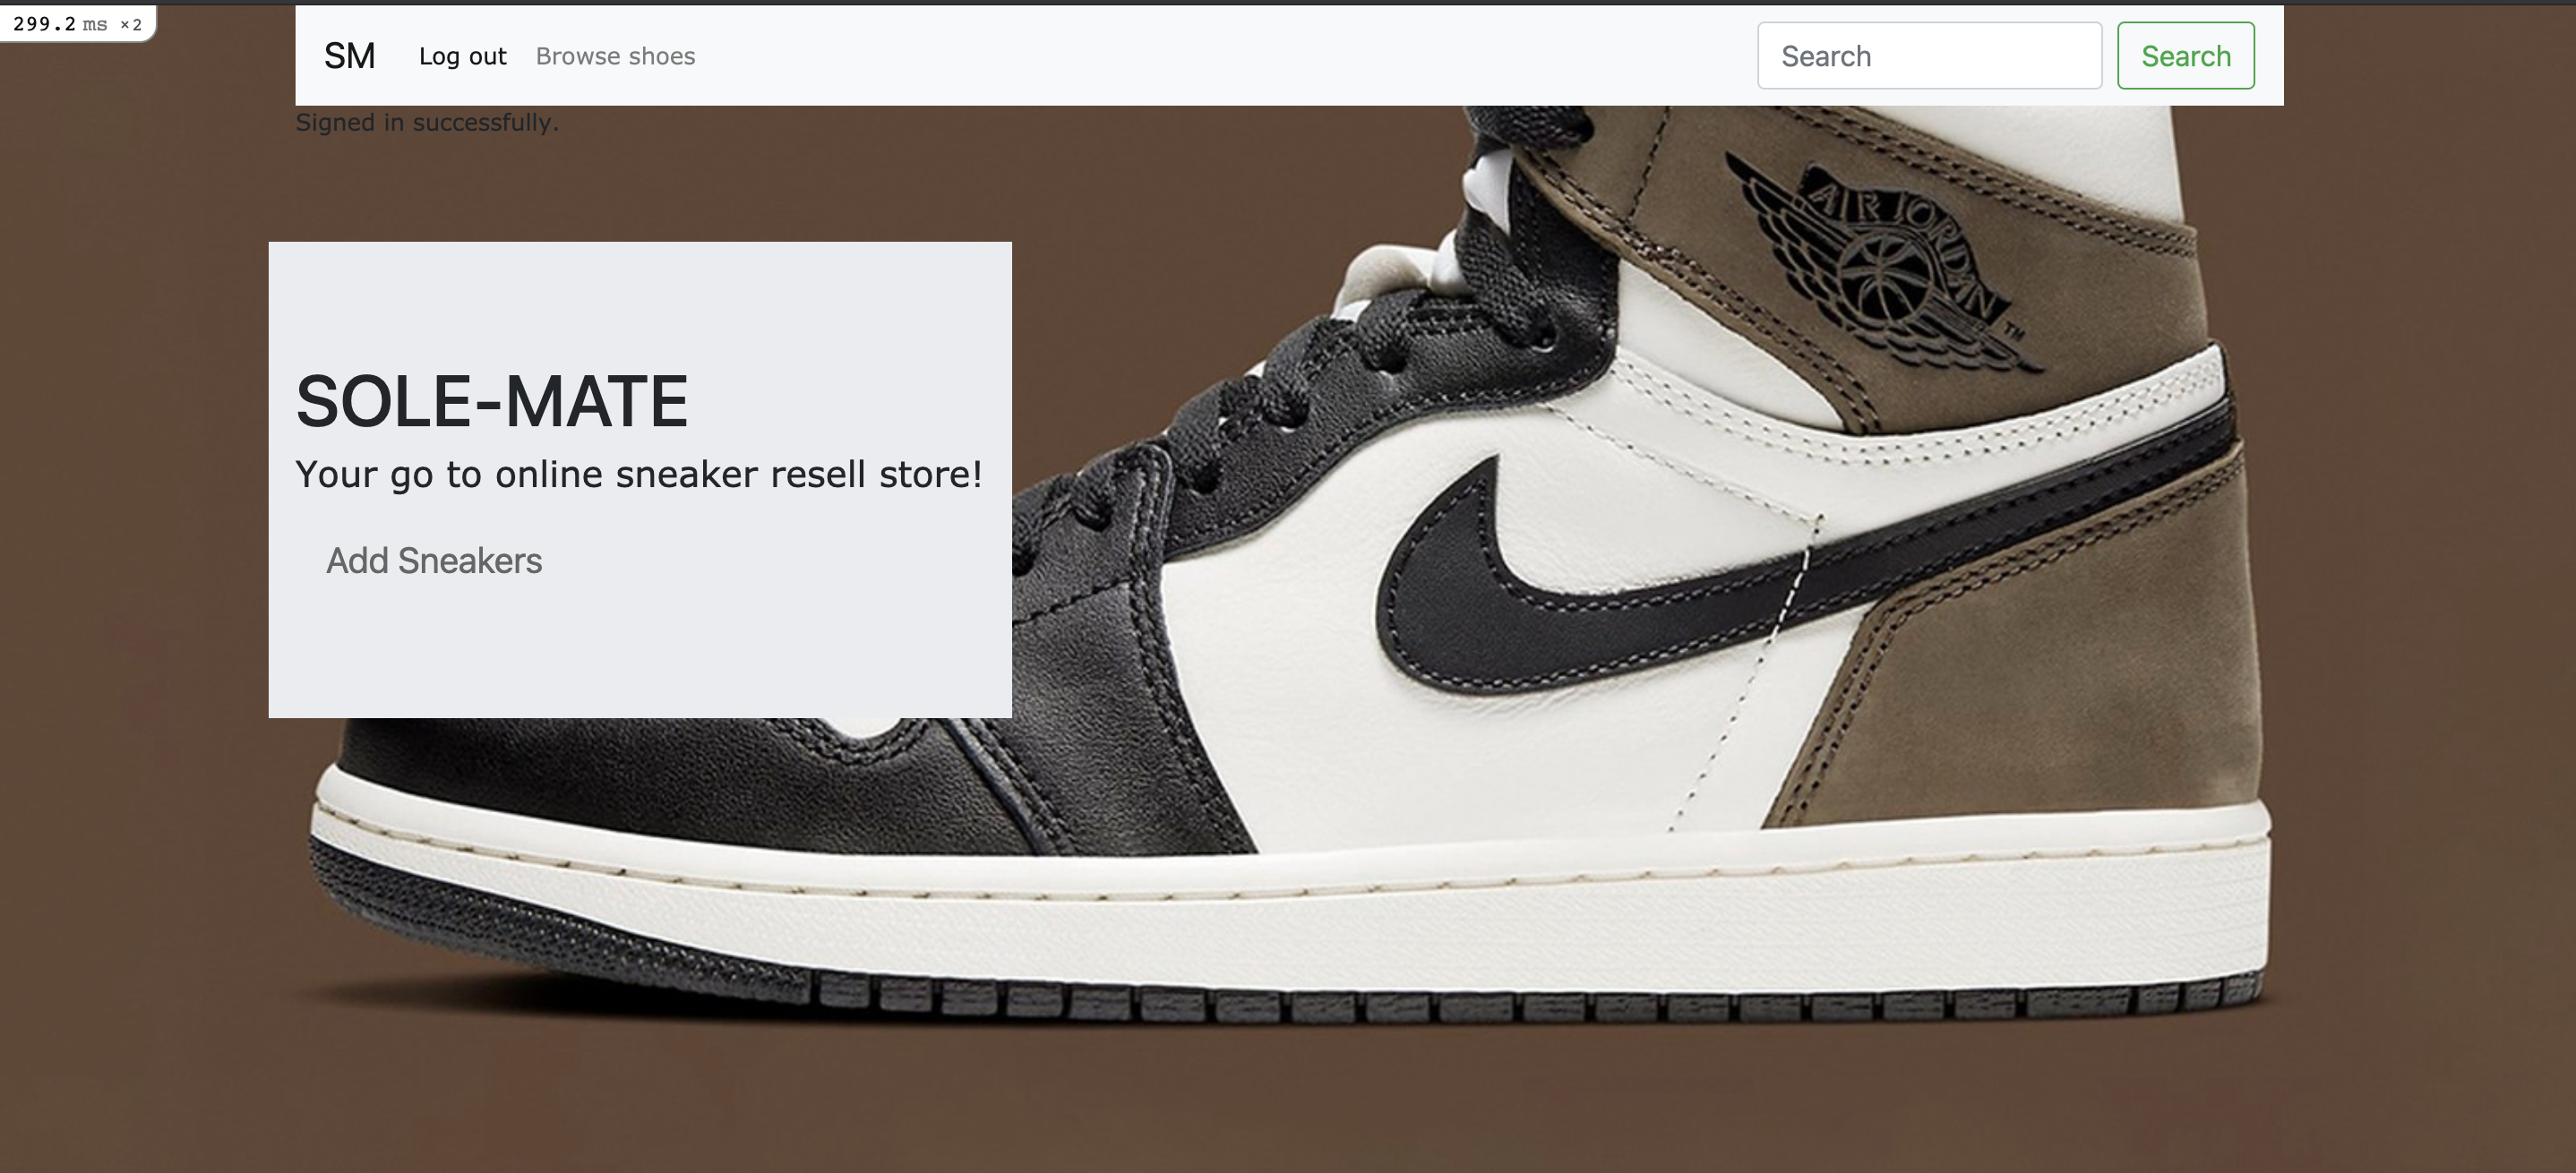 299.2 ms ×2
SM Log out Browse shoes Search Search
Signed in successfully.
AIR JORDAN
TM
SOLE-MATE
Your go to online sneaker resell store!
Add Sneakers